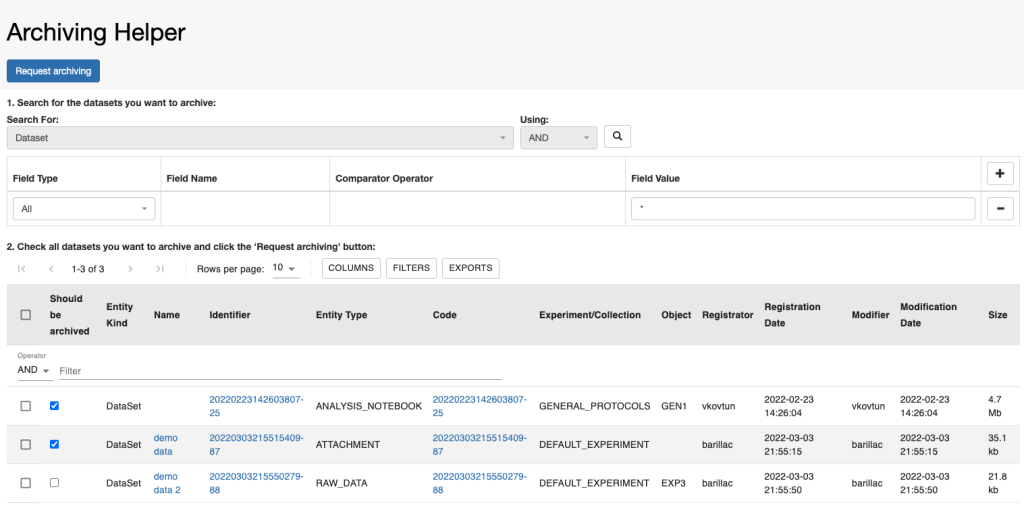 Archiving Helper
Request archiving
1. Search for the datasets you want to archive:
Search For: Using:
Dataset AND
Field Type Field Name Comparator Operator Field Value
All *
2. Check all datasets you want to archive and click the 'Request archiving' button:
1-3 of 3 Rows per page: 10 COLUMNS FILTERS EXPORTS
Should be archived Entity Kind Name Identifier Entity Type Code Experiment/Collection Object Registrator Registration Date Modifier Modification Date Size
Operator
AND Filter
DataSet 20220223142603807-25 ANALYSIS_NOTEBOOK 20220223142603807-25 GENERAL_PROTOCOLS GEN1 vkovtun 2022-02-23 14:26:04 vkovtun 2022-02-23 14:26:04 4.7 Mb
DataSet demo data 20220303215515409-87 ATTACHMENT 20220303215515409-87 DEFAULT_EXPERIMENT barillac 2022-03-03 21:55:15 barillac 2022-03-03 21:55:15 35.1 kb
DataSet demo data 2 20220303215550279-88 RAW_DATA 20220303215550279-88 DEFAULT_EXPERIMENT EXP3 barillac 2022-03-03 21:55:50 barillac 2022-03-03 21:55:50 21.8 kb